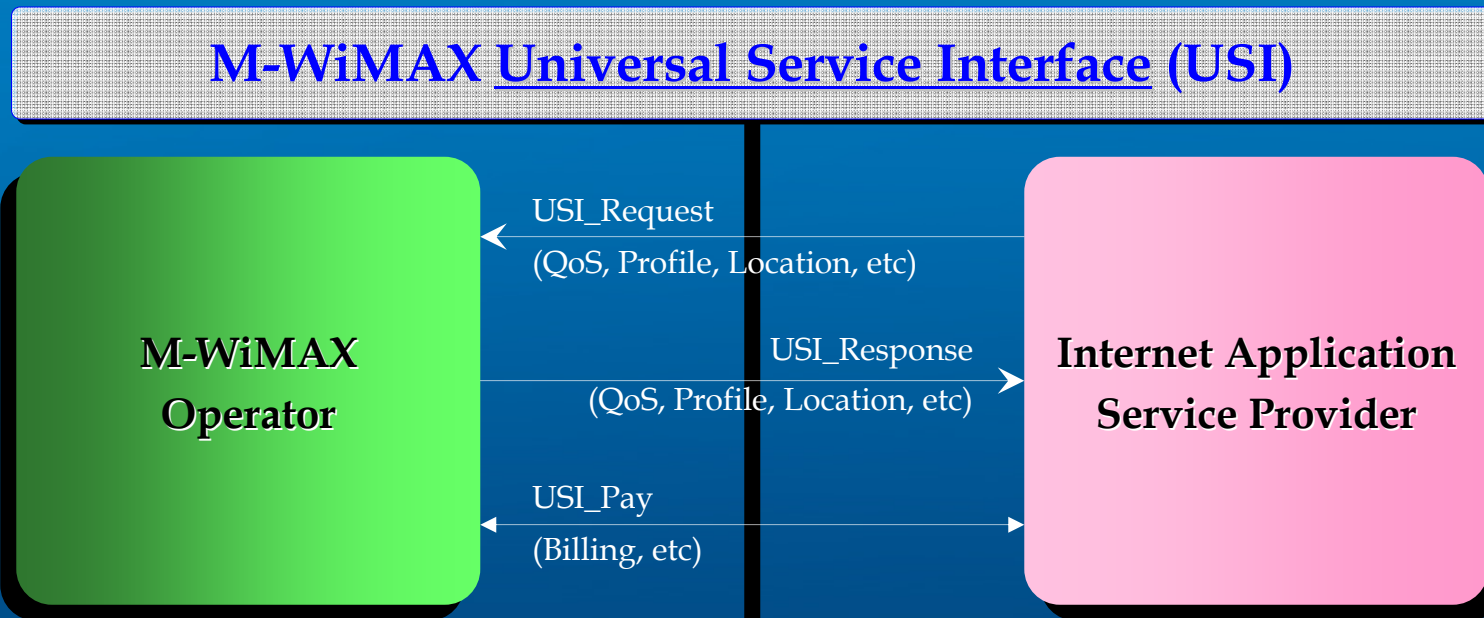 M-WiMAX Universal Service Interface (USI)
M-WiMAX
Operator
USI_Request
(QoS, Profile, Location, etc)
USI_Response
(QoS, Profile, Location, etc)
USI_Pay
(Billing, etc)
Internet Application
Service Provider